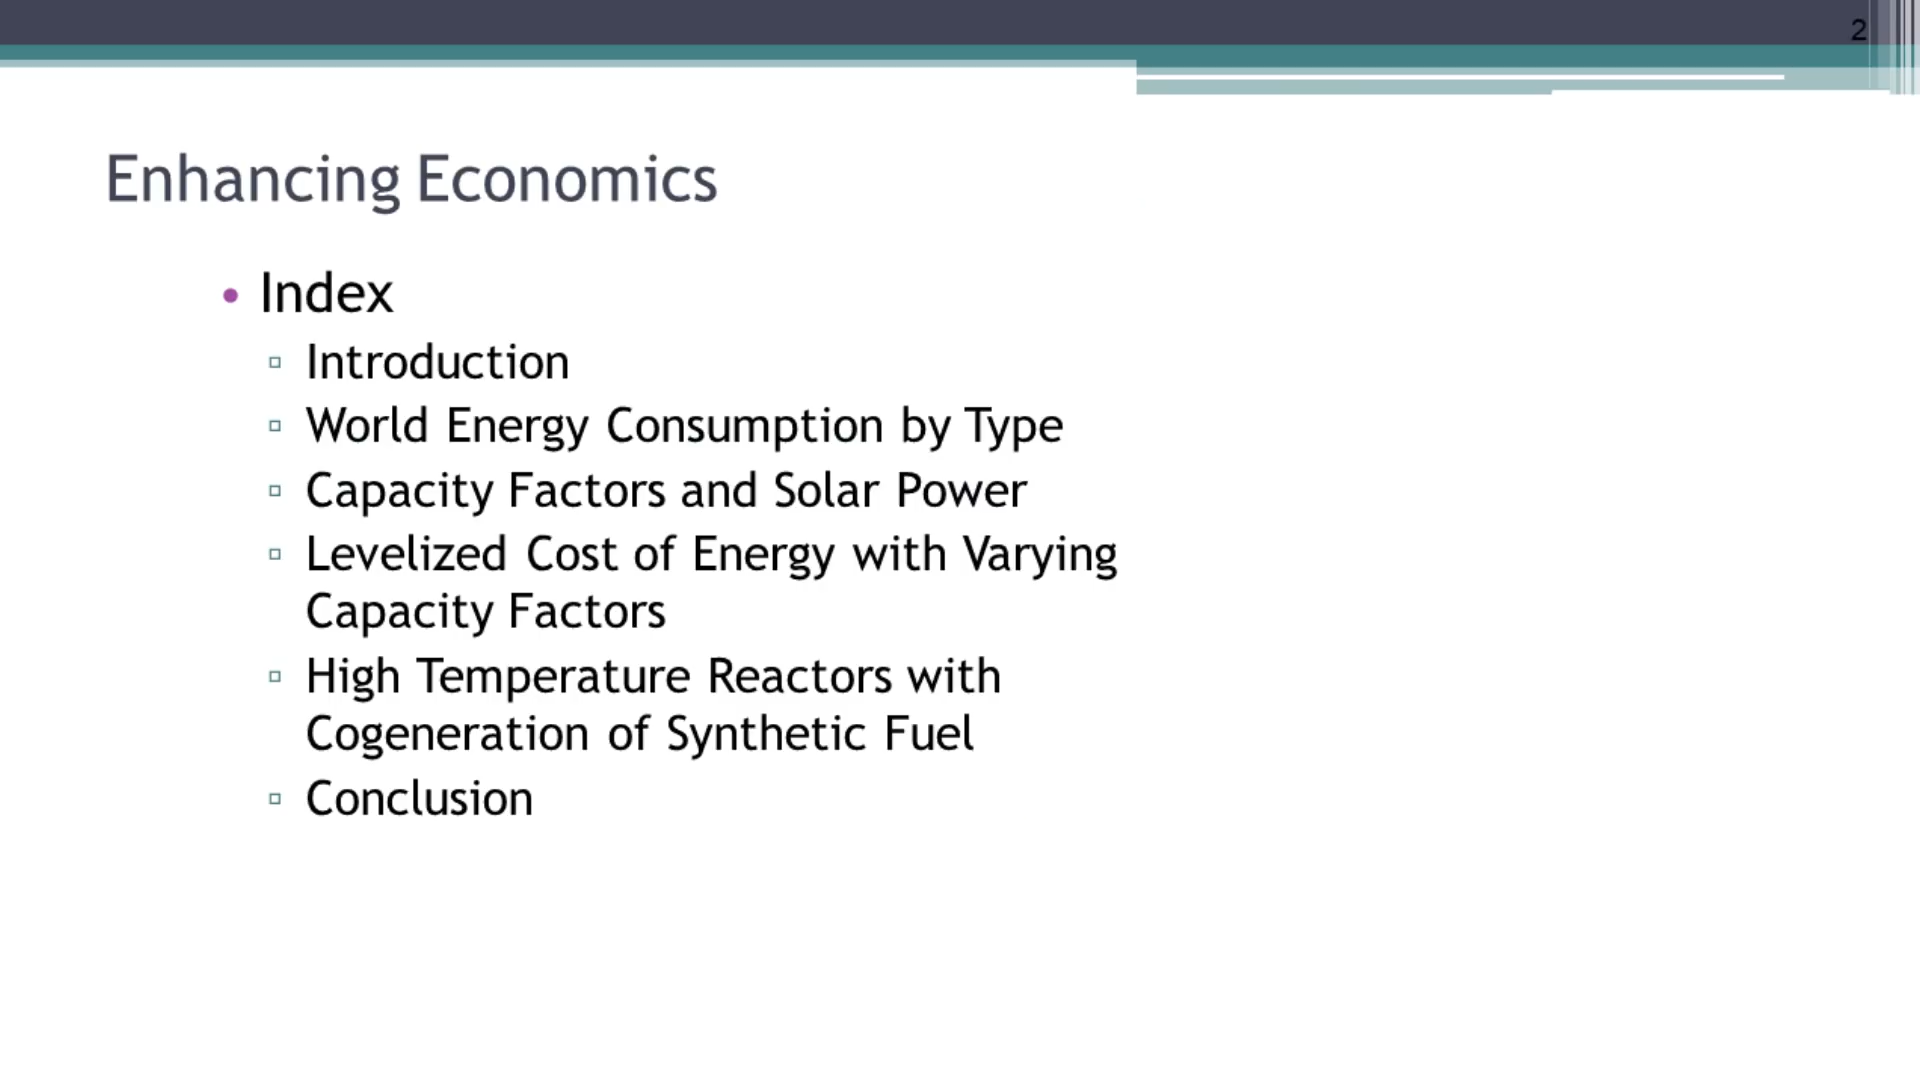 2
Enhancing Economics
• Index
▫ Introduction
▫ World Energy Consumption by Type
▫ Capacity Factors and Solar Power
▫ Levelized Cost of Energy with Varying
Capacity Factors
▫ High Temperature Reactors with
Cogeneration of Synthetic Fuel
▫ Conclusion